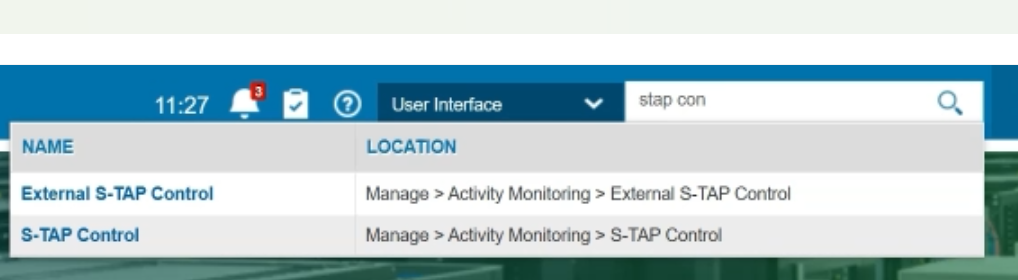 11:27 3 ? User Interface stap con
NAME LOCATION
External S-TAP Control Manage > Activity Monitoring > External S-TAP Control
S-TAP Control Manage > Activity Monitoring > S-TAP Control